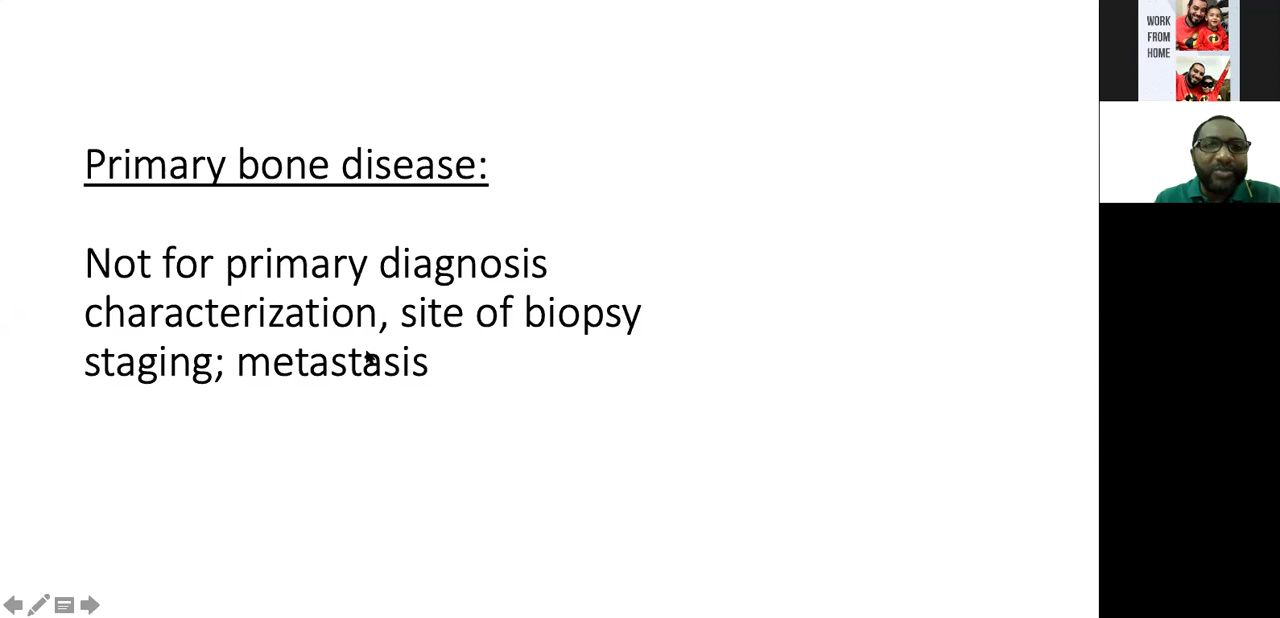 Primary bone disease:
Not for primary diagnosis
characterization, site of biopsy
staging; metastasis
WORK
FROM
HOME